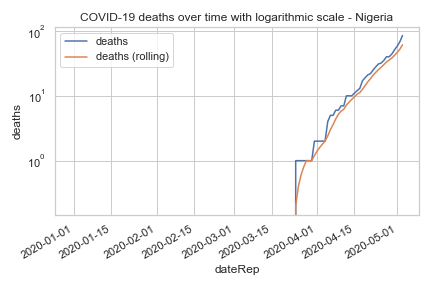 COVID-19 deaths over time with logarithmic scale - Nigeria
deaths
deaths (rolling)
10²
10¹
10⁰
deaths
2020-01-01
2020-01-15
2020-02-01
2020-02-15
2020-03-01
2020-03-15
2020-04-01
2020-04-15
2020-05-01
dateRep